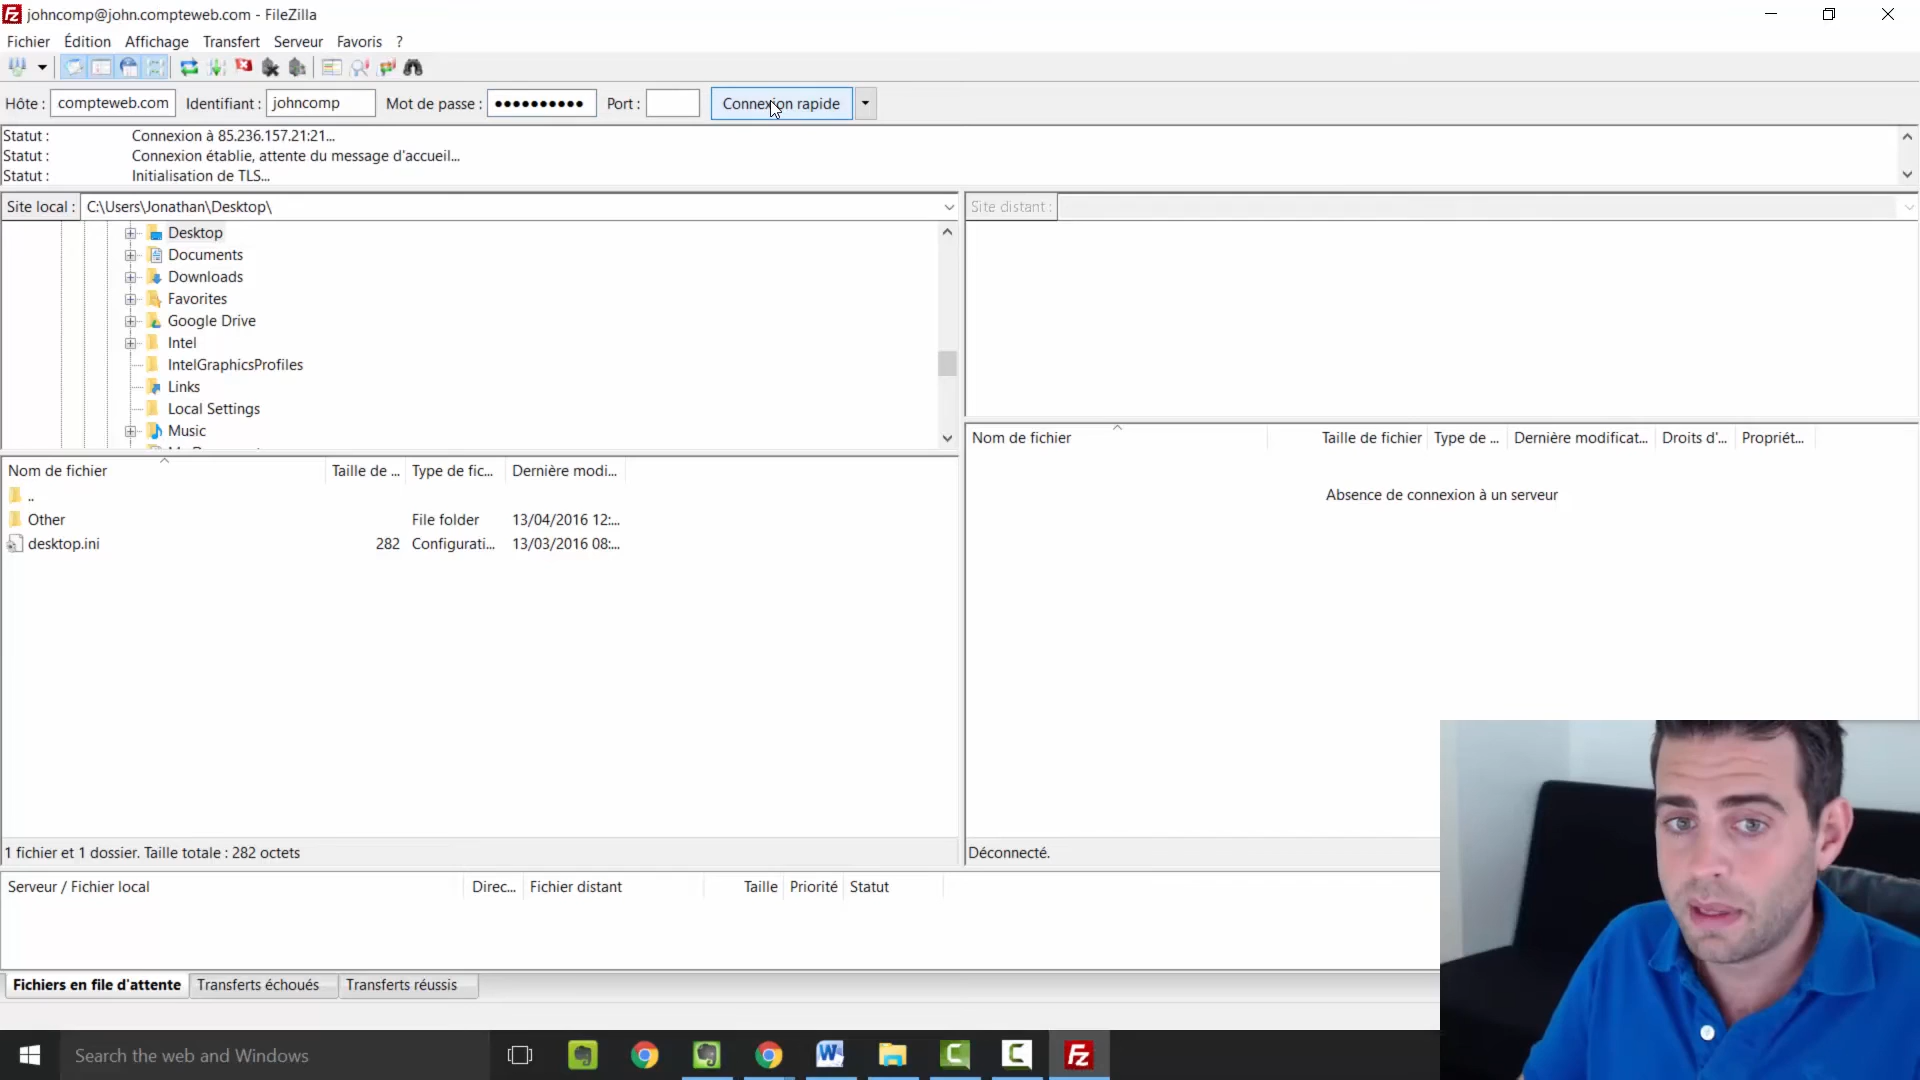 johncomp@john.compteweb.com - FileZilla
Fichier Édition Affichage Transfert Serveur Favoris ?
Hôte : compteweb.com Identifiant : johncomp Mot de passe : ●●●●●●●●●● Port : Connexion rapide
Statut : Connexion à 85.236.157.21:21...
Statut : Connexion établie, attente du message d'accueil...
Statut : Initialisation de TLS...
Site local : C:\Users\Jonathan\Desktop\
Site distant :
Desktop
Documents
Downloads
Favorites
Google Drive
Intel
IntelGraphicsProfiles
Links
Local Settings
Music
Nom de fichier Taille de ... Type de fic... Dernière modi...
..
Other File folder 13/04/2016 12:...
desktop.ini 282 Configurati... 13/03/2016 08:...
1 fichier et 1 dossier. Taille totale : 282 octets
Nom de fichier Taille de fichier Type de ... Dernière modificat... Droits d'... Propriét...
Absence de connexion à un serveur
Déconnecté.
Serveur / Fichier local Direc... Fichier distant Taille Priorité Statut
Fichiers en file d'attente Transferts échoués Transferts réussis
Search the web and Windows